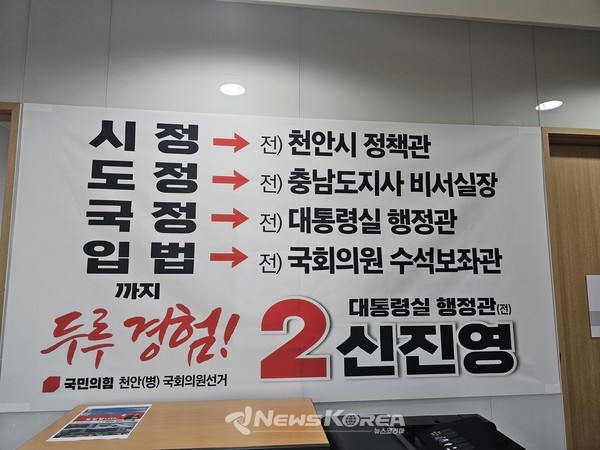 시정 → 전) 천안시 정책관
도정 → 전) 충남도지사 비서실장
국정 → 전) 대통령실 행정관
입법 → 전) 국회의원 수석보좌관
까지
두루 경험!
2
대통령실 행정관(전)
신진영
국민의힘 천안(병) 국회의원선거
NewsKorea
뉴스코리아